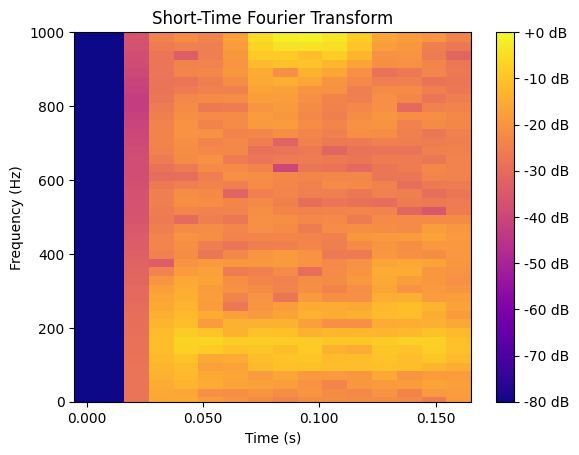 Short-Time Fourier Transform
1000
800
600
400
200
0
Frequency (Hz)
0.000
0.050
0.100
0.150
Time (s)
+0 dB
-10 dB
-20 dB
-30 dB
-40 dB
-50 dB
-60 dB
-70 dB
-80 dB